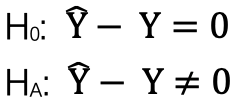 H₀: Ŷ − Y = 0
Hₐ: Ŷ − Y ≠ 0